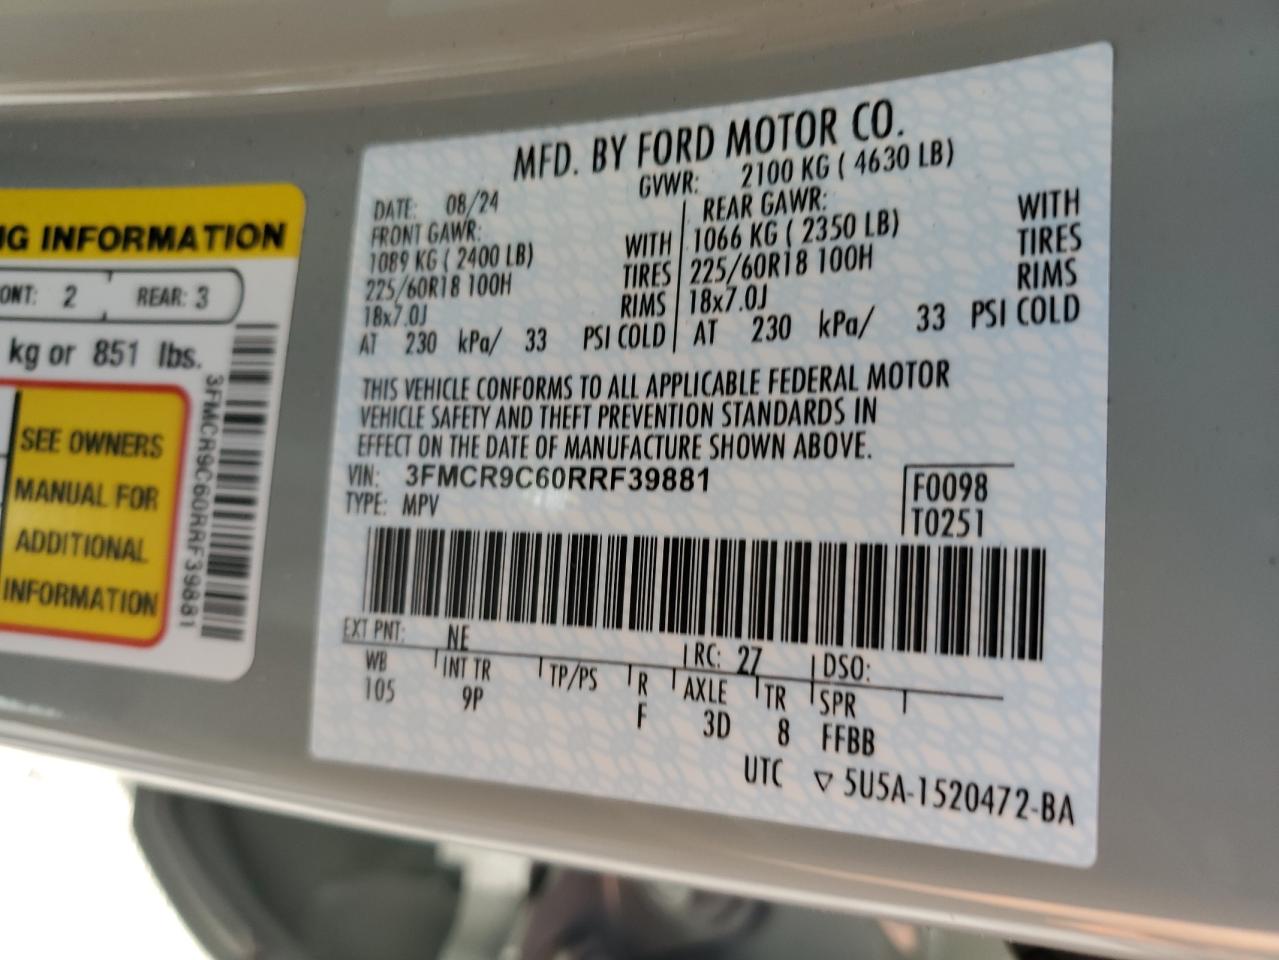 NG INFORMATION
ONT: 2 REAR: 3
kg or 851 lbs.
SEE OWNERS
MANUAL FOR
ADDITIONAL
INFORMATION
3FMCR9C60RRF39881
MFD. BY FORD MOTOR CO.
DATE: 08/24 GVWR: 2100 KG ( 4630 LB)
FRONT GAWR: REAR GAWR:
1089 KG ( 2400 LB) WITH 1066 KG ( 2350 LB) WITH
225/60R18 100H TIRES 225/60R18 100H TIRES
18x7.0J RIMS 18x7.0J RIMS
AT 230 kPa/ 33 PSI COLD AT 230 kPa/ 33 PSI COLD
THIS VEHICLE CONFORMS TO ALL APPLICABLE FEDERAL MOTOR
VEHICLE SAFETY AND THEFT PREVENTION STANDARDS IN
EFFECT ON THE DATE OF MANUFACTURE SHOWN ABOVE.
VIN: 3FMCR9C60RRF39881 F0098
TYPE: MPV T0251
EXT PNT: NE RC: 27 DSO:
WB INT TR TP/PS R AXLE TR SPR
105 9P F 3D 8 FFBB
UTC ▽ 5U5A-1520472-BA